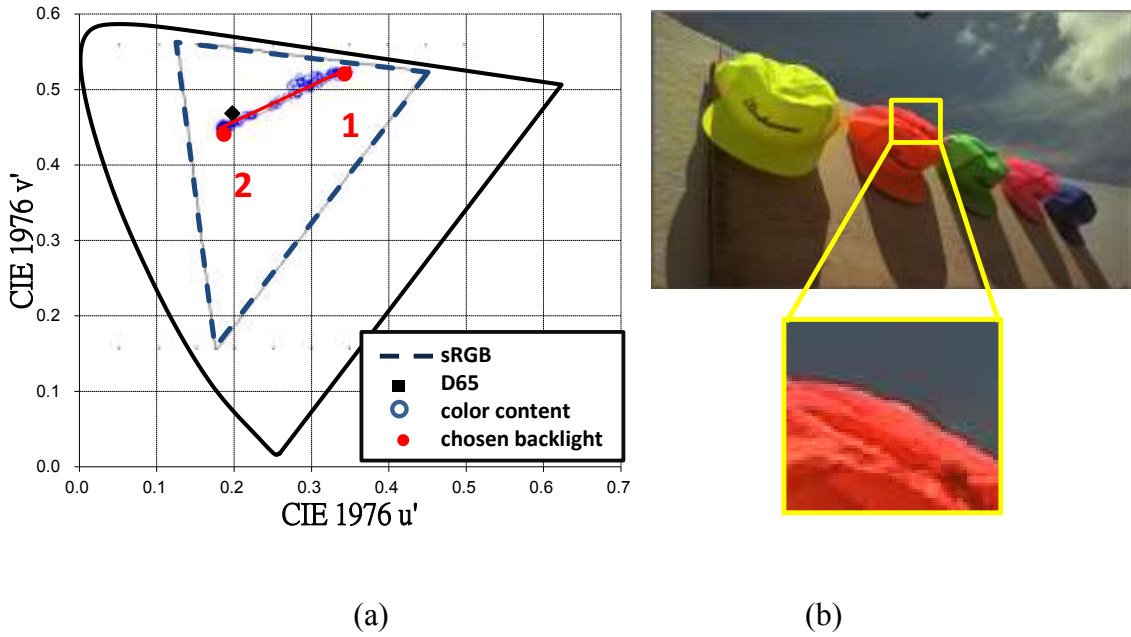 CIE 1976 v'
0.6
0.5
0.4
0.3
0.2
0.1
0.0
0.0 0.1 0.2 0.3 0.4 0.5 0.6 0.7
CIE 1976 u'
1
2
sRGB
D65
color content
chosen backlight
(a)
(b)